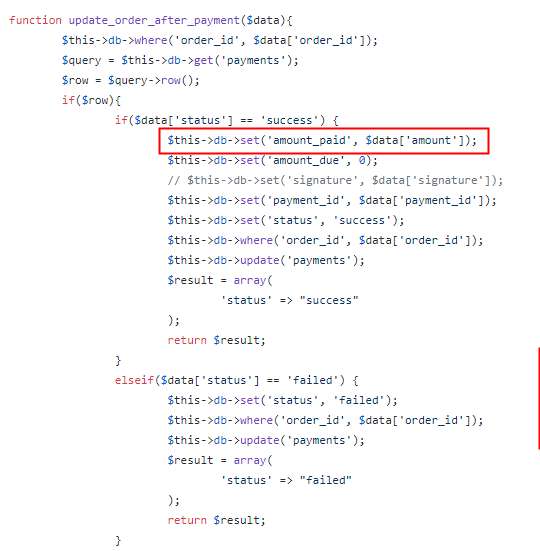 function update_order_after_payment($data){
$this->db->where('order_id', $data['order_id']);
$query = $this->db->get('payments');
$row = $query->row();
if($row){
if($data['status'] == 'success') {
$this->db->set('amount_paid', $data['amount']);
$this->db->set('amount_due', 0);
// $this->db->set('signature', $data['signature']);
$this->db->set('payment_id', $data['payment_id']);
$this->db->set('status', 'success');
$this->db->where('order_id', $data['order_id']);
$this->db->update('payments');
$result = array(
'status' => "success"
);
return $result;
}
elseif($data['status'] == 'failed') {
$this->db->set('status', 'failed');
$this->db->where('order_id', $data['order_id']);
$this->db->update('payments');
$result = array(
'status' => "failed"
);
return $result;
}